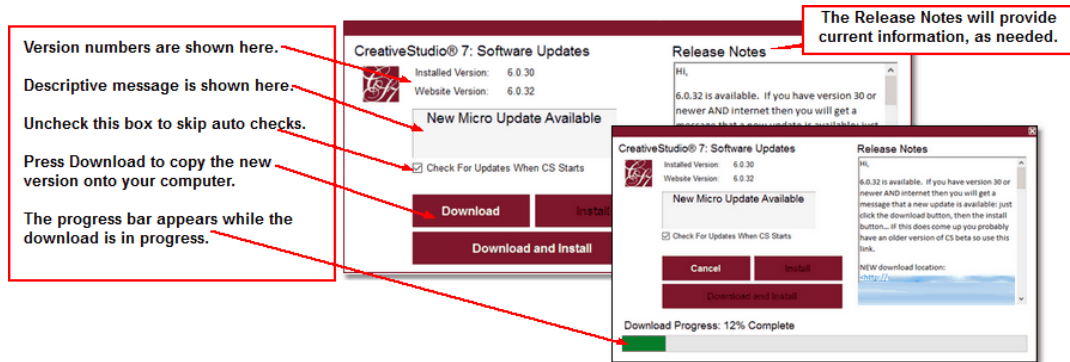 The Release Notes will provide
current information, as needed.
Version numbers are shown here.
Descriptive message is shown here.
Uncheck this box to skip auto checks.
Press Download to copy the new
version onto your computer.
The progress bar appears while the
download is in progress.
CreativeStudio® 7: Software Updates
Installed Version: 6.0.30
Website Version: 6.0.32
New Micro Update Available
Check For Updates When CS Starts
Download
Install
Download and Install
Release Notes
Hi,
6.0.32 is available. If you have version 30 or
newer AND internet then you will get a
message that a new update is available: just
CreativeStudio® 7: Software Updates
Installed Version: 6.0.30
Website Version: 6.0.32
New Micro Update Available
Check For Updates When CS Starts
Cancel
Install
Download and Install
Release Notes
Hi,
6.0.32 is available. If you have version 30 or
newer AND internet then you will get a
message that a new update is available: just
click the download button, then the install
button... IF this does come up you probably
have an older version of CS beta so use this
link.
NEW download location:
<http://
Download Progress: 12% Complete